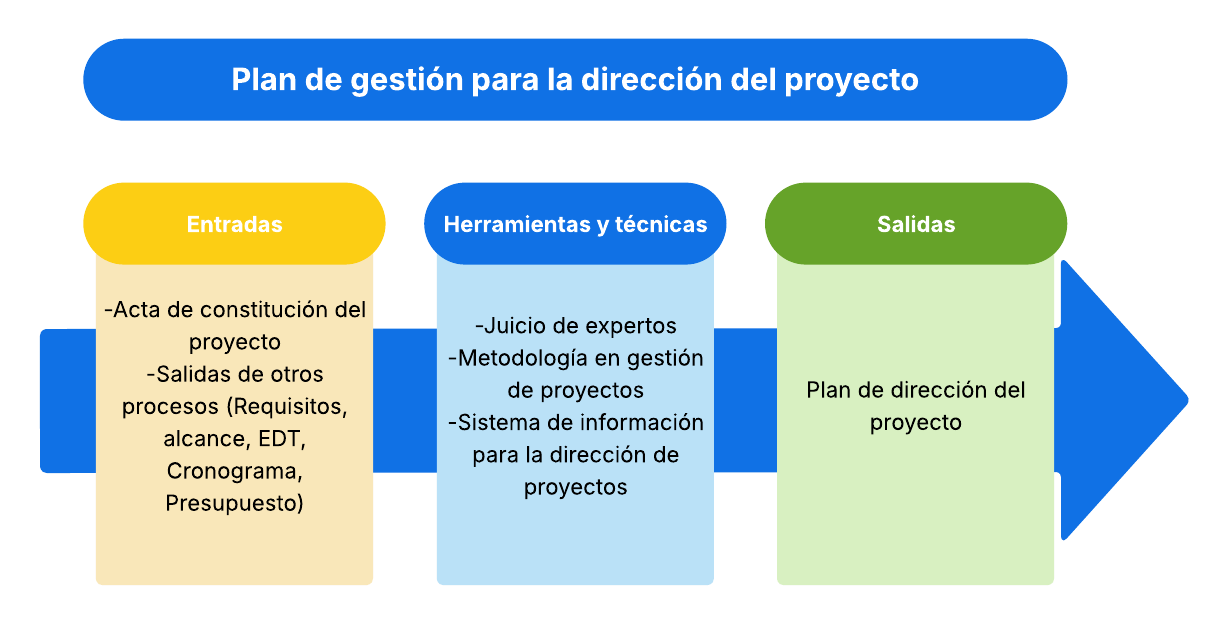 Plan de gestión para la dirección del proyecto
Entradas
-Acta de constitución del
proyecto
-Salidas de otros
procesos (Requisitos,
alcance, EDT,
Cronograma,
Presupuesto)
Herramientas y técnicas
-Juicio de expertos
-Metodología en gestión
de proyectos
-Sistema de información
para la dirección de
proyectos
Salidas
Plan de dirección del
proyecto